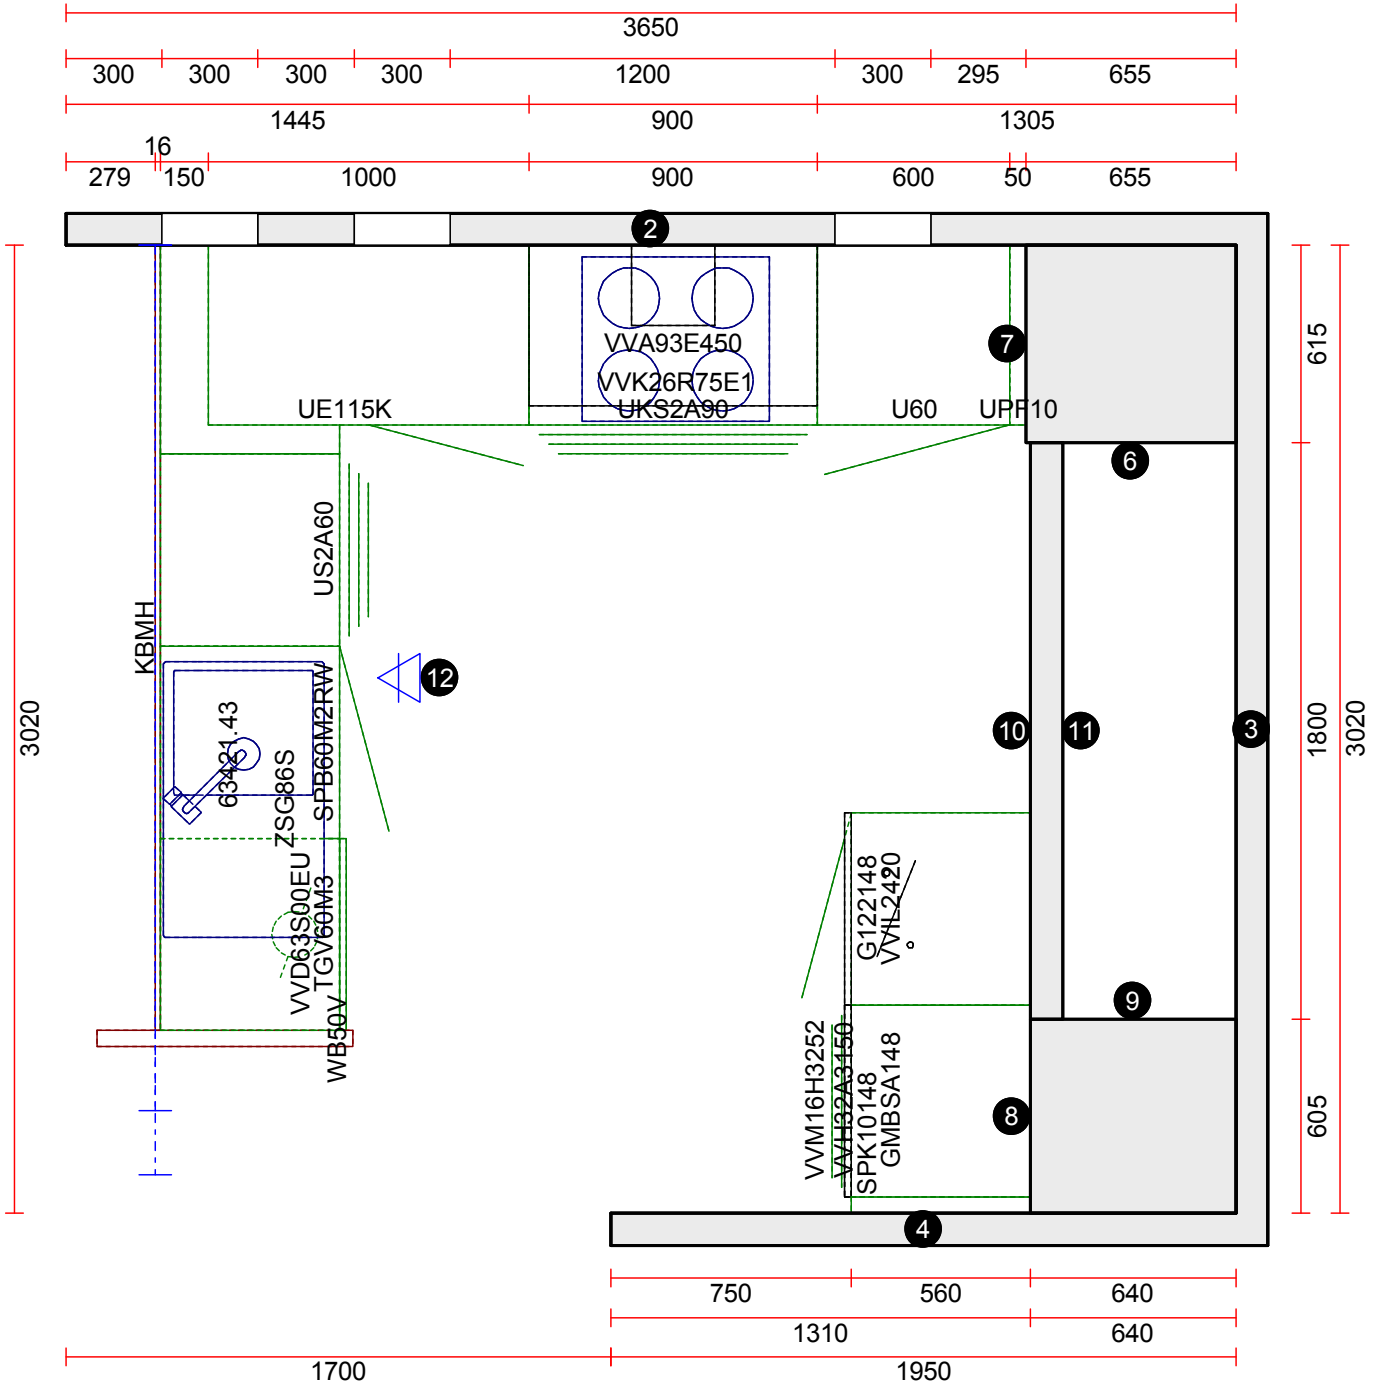 3650
300 300 300 300 1200 300 295 655
1445 900 1305
16
279 150 1000 900 600 50 655
2
VVA93E450
7
615
VVK26R75E1
UE115K UKS2A90 U60 UPF10
6
US2A60
KBMH
12
3020
63421.43
ZSG86S
SPB60M2RW
10 11 3
1800
3020
VVD63S00EU
TGV60M3
WB50V
G122148
VVIL2420
9
VVM16H3252
VVH32A3150
SPK10148
GMBSA148
8
605
4
750 560 640
1310 640
1700 1950